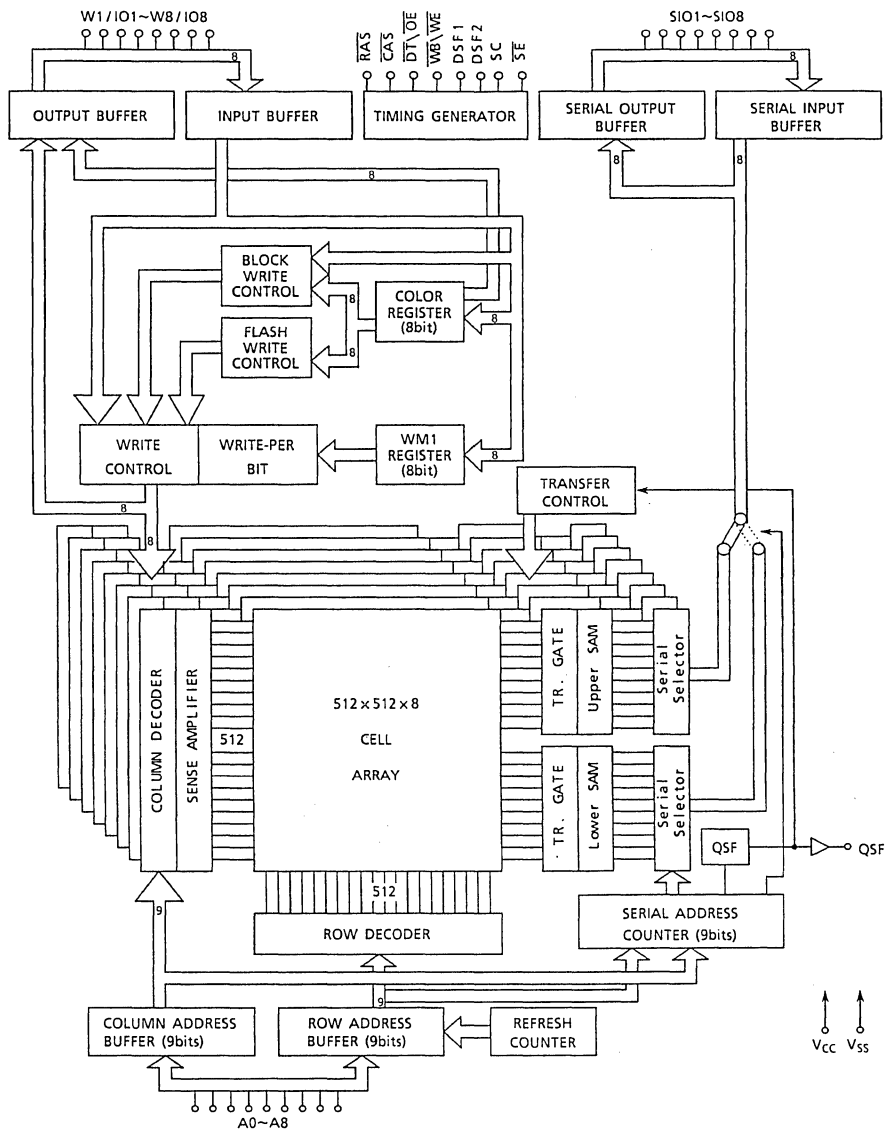 W1/IO1~W8/IO8
SIO1~SIO8
RAS
CAS
DT\OE
WB\WE
DSF1
DSF2
SC
SE
8
8
OUTPUT BUFFER
INPUT BUFFER
TIMING GENERATOR
SERIAL OUTPUT
BUFFER
SERIAL INPUT
BUFFER
8
8
8
BLOCK
WRITE
CONTROL
COLOR
REGISTER
(8bit)
8
8
FLASH
WRITE
CONTROL
8
WRITE
CONTROL
WRITE-PER
BIT
WM1
REGISTER
(8bit)
8
TRANSFER
CONTROL
8
8
COLUMN DECODER
SENSE AMPLIFIER
512
512×512×8
CELL
ARRAY
TR. GATE
Upper SAM
Serial
Selector
TR. GATE
Lower SAM
Serial
Selector
QSF
QSF
512
ROW DECODER
SERIAL ADDRESS
COUNTER (9bits)
9
9
COLUMN ADDRESS
BUFFER (9bits)
ROW ADDRESS
BUFFER (9bits)
REFRESH
COUNTER
VCC
VSS
A0~A8